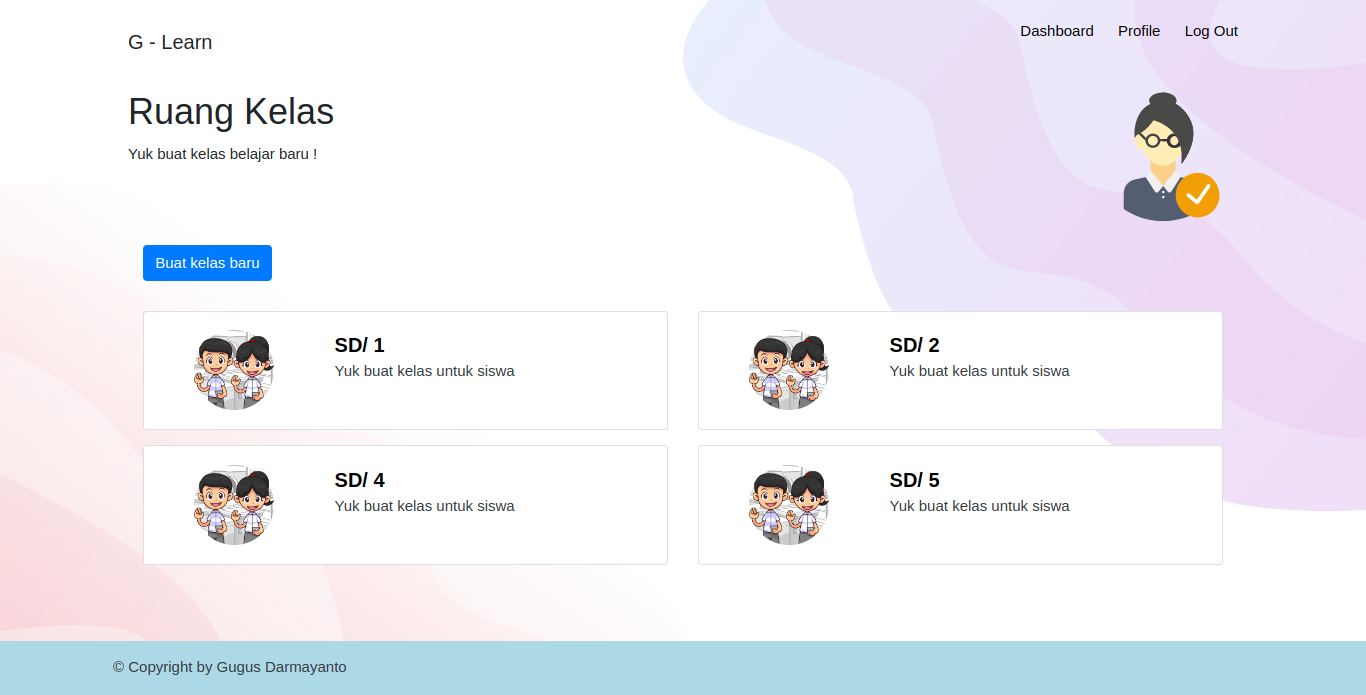 G - Learn
Dashboard Profile Log Out
Ruang Kelas
Yuk buat kelas belajar baru !
Buat kelas baru
SD/ 1
Yuk buat kelas untuk siswa
SD/ 2
Yuk buat kelas untuk siswa
SD/ 4
Yuk buat kelas untuk siswa
SD/ 5
Yuk buat kelas untuk siswa
© Copyright by Gugus Darmayanto